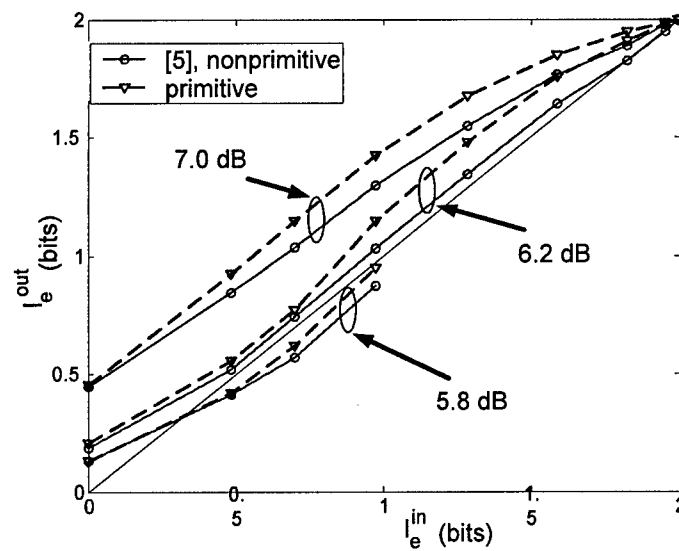 2
[5], nonprimitive
primitive
1.5
7.0 dB
1
6.2 dB
0.5
5.8 dB
0
I_e^out (bits)
0 0. 1 1. 2
5 5
I_e^in (bits)